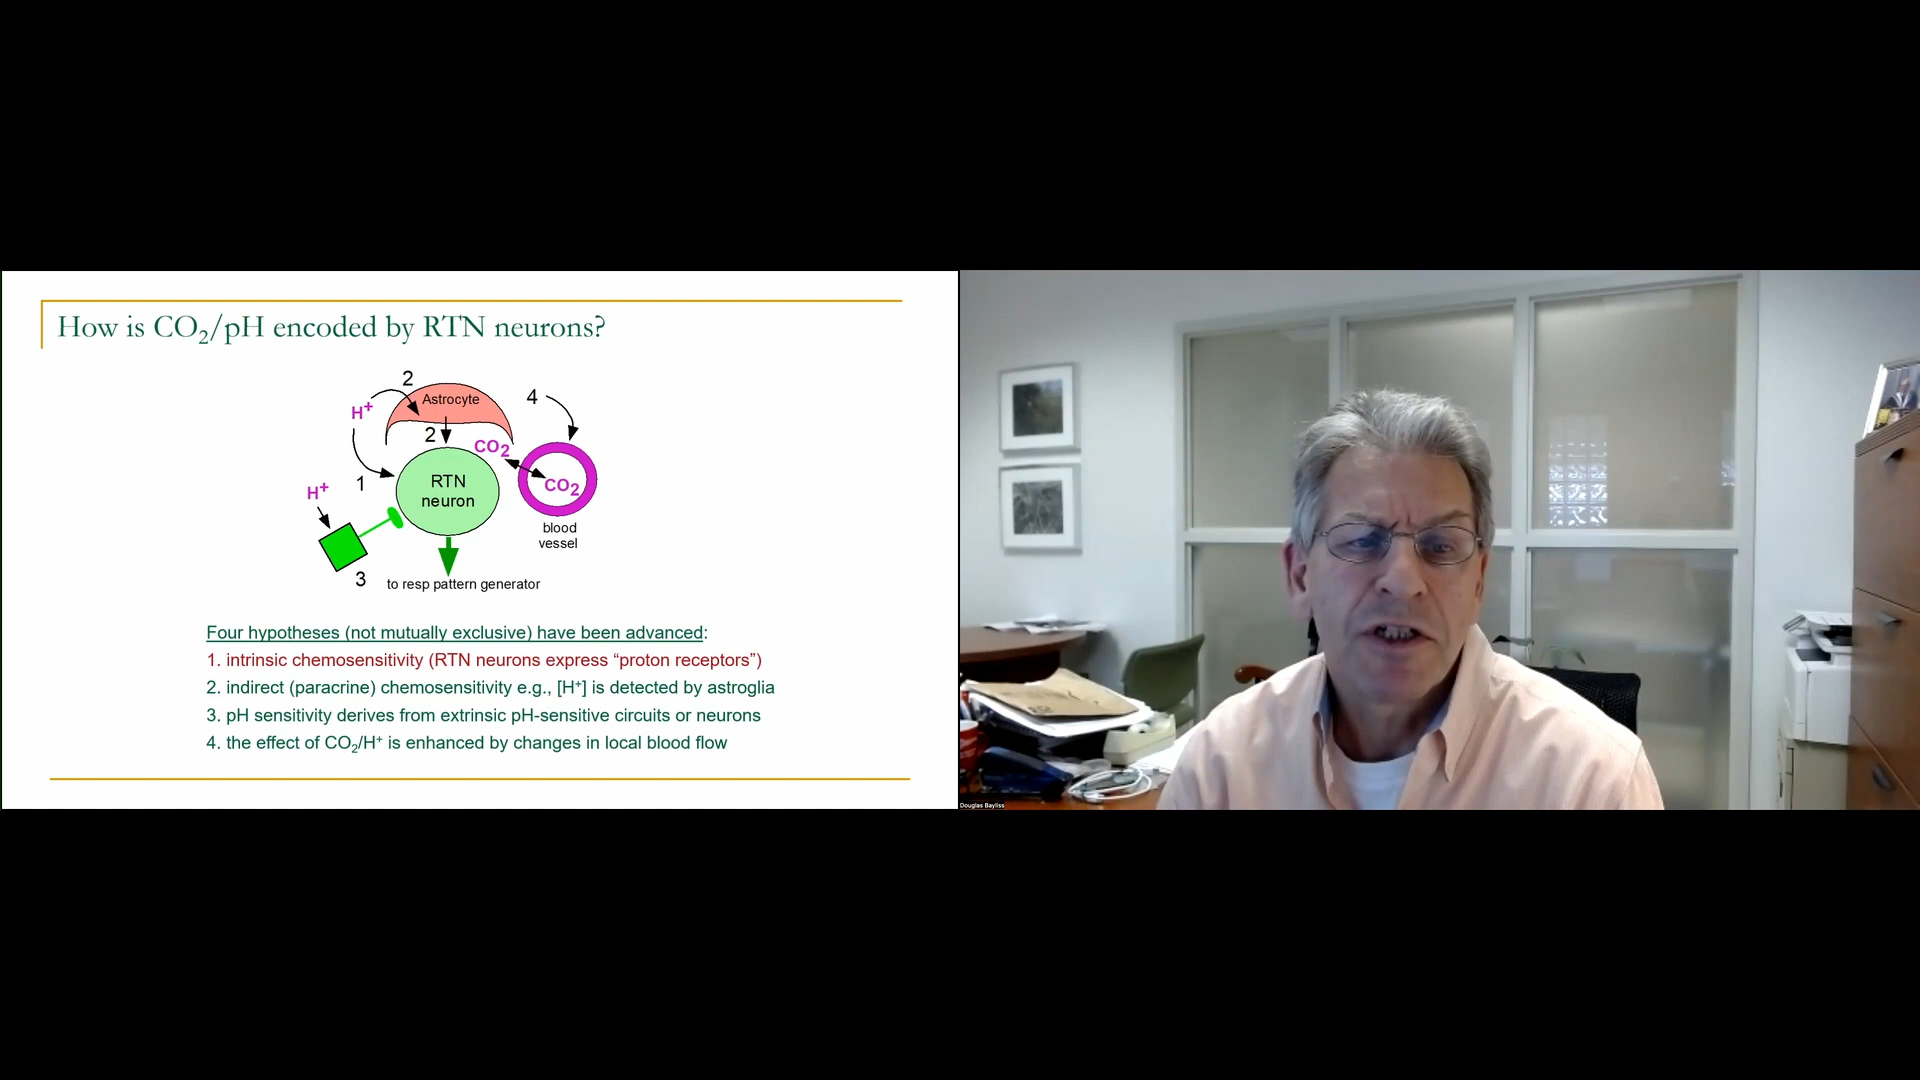 How is CO₂/pH encoded by RTN neurons?
2
Astrocyte
H⁺
4
2
CO₂
RTN
neuron
CO₂
1
H⁺
blood
vessel
3
to resp pattern generator
Four hypotheses (not mutually exclusive) have been advanced:
1. intrinsic chemosensitivity (RTN neurons express “proton receptors”)
2. indirect (paracrine) chemosensitivity e.g., [H⁺] is detected by astroglia
3. pH sensitivity derives from extrinsic pH-sensitive circuits or neurons
4. the effect of CO₂/H⁺ is enhanced by changes in local blood flow
Douglas Bayliss